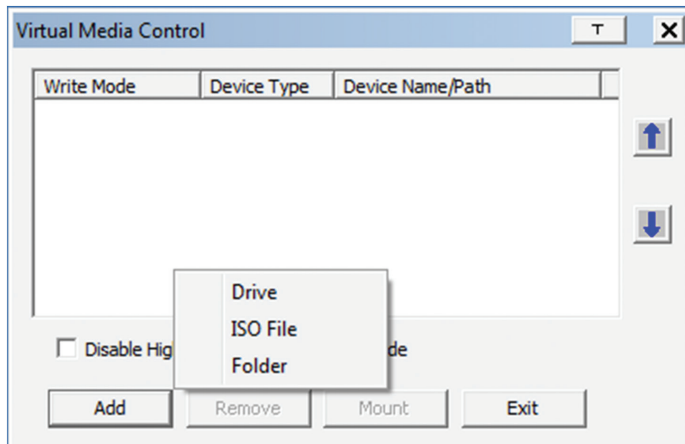 Virtual Media Control
Write Mode Device Type Device Name/Path
Drive
ISO File
Folder
Disable Hig de
Add Remove Mount Exit